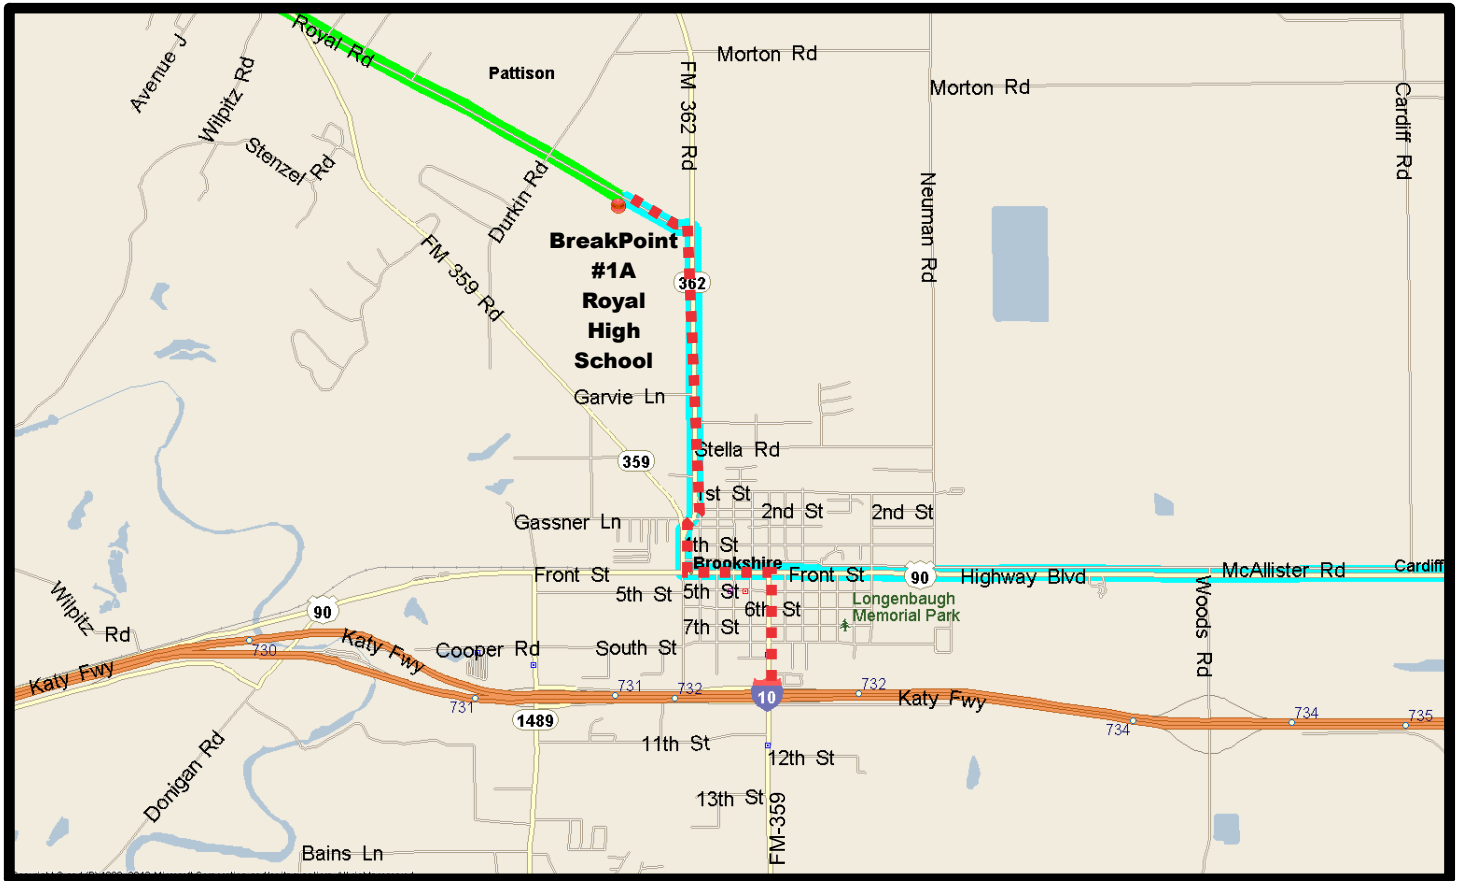 Royal Rd
Avenue J
Wilpitz Rd
Pattison
Morton Rd
Morton Rd
FM 362 Rd
Cardiff Rd
Stenzel Rd
Durkin Rd
Neuman Rd
FM 359 Rd
BreakPoint
#1A
Royal
High
School
362
Garvie Ln
Stella Rd
359
1st St
2nd St
2nd St
Gassner Ln
4th St
Brookshire
Front St
Front St
90
Highway Blvd
McAllister Rd
Cardiff
5th St
5th St
6th St
7th St
Longenbaugh
Memorial Park
Woods Rd
Wilpitz Rd
90
Katy Fwy
Cooper Rd
South St
730
Katy Fwy
731
731
732
10
732
Katy Fwy
734
734
735
1489
11th St
12th St
13th St
Donigan Rd
FM-359
Bains Ln